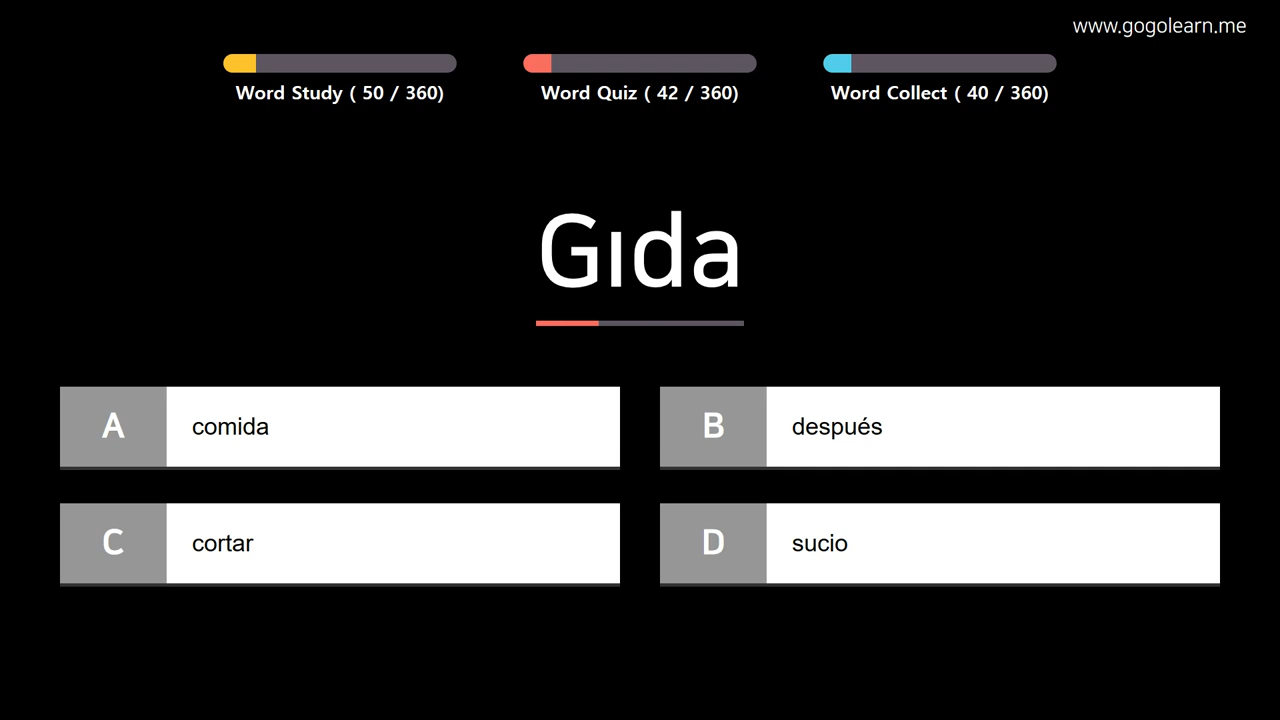 www.gogolearn.me
Word Study ( 50 / 360)
Word Quiz ( 42 / 360)
Word Collect ( 40 / 360)
Gıda
A comida
B después
C cortar
D sucio